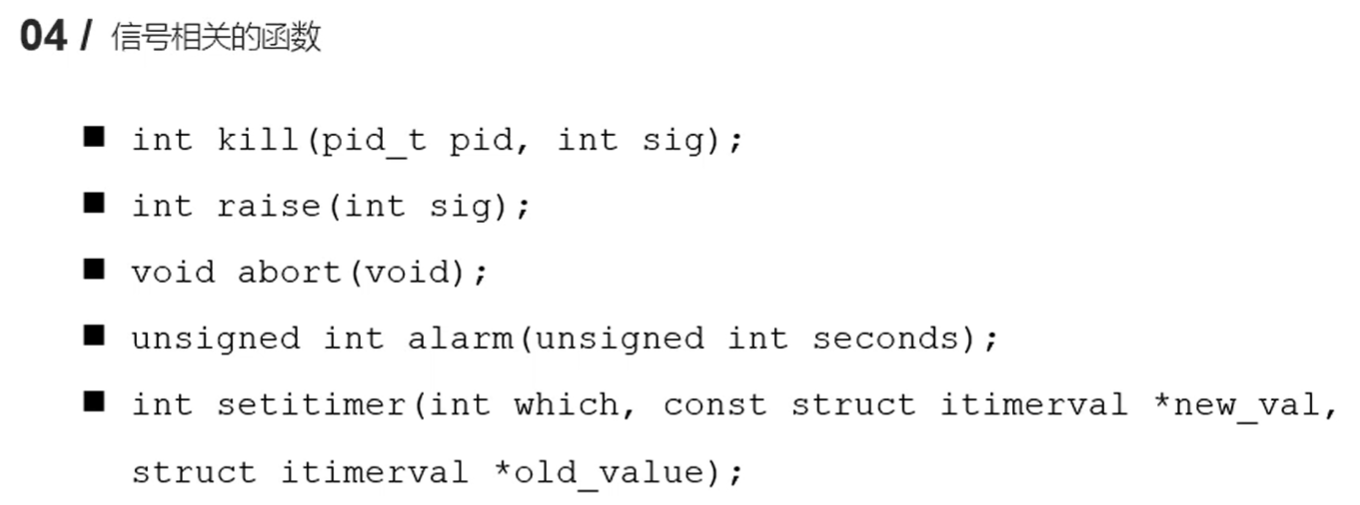 04 / 信号相关的函数
■ int kill(pid_t pid, int sig);
■ int raise(int sig);
■ void abort(void);
■ unsigned int alarm(unsigned int seconds);
■ int setitimer(int which, const struct itimerval *new_val,
struct itimerval *old_value);